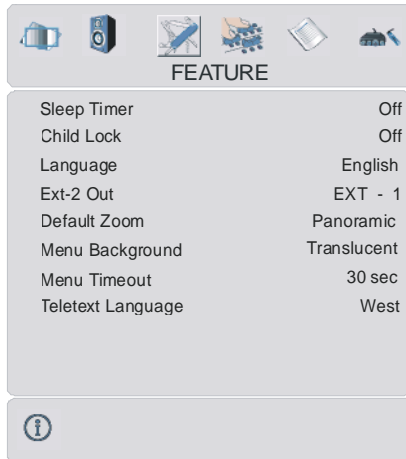 FEATURE
Sleep Timer Off
Child Lock Off
Language English
Ext-2 Out EXT - 1
Default Zoom Panoramic
Menu Background Translucent
Menu Timeout 30 sec
Teletext Language West